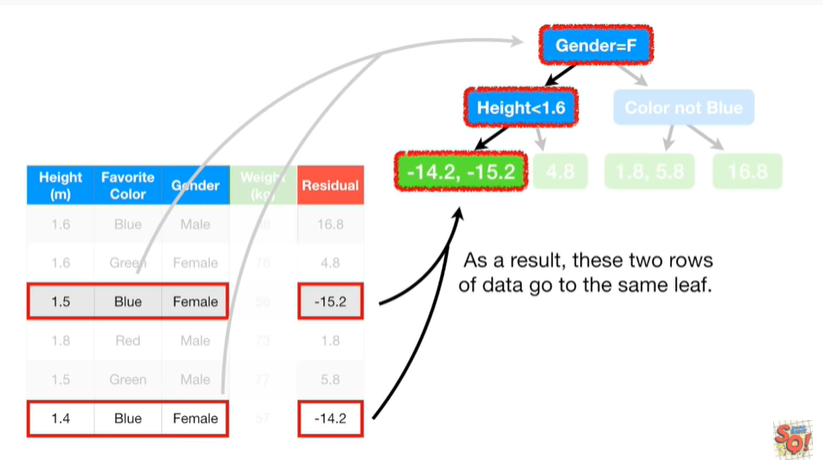 Gender=F
Height<1.6
Color not Blue
-14.2, -15.2
4.8
1.8, 5.8
16.8
Height (m) Favorite Color Gender Weight (kg) Residual
1.6 Blue Male 88 16.8
1.6 Green Female 76 4.8
1.5 Blue Female 56 -15.2
1.8 Red Male 73 1.8
1.5 Green Male 77 5.8
1.4 Blue Female 57 -14.2
As a result, these two rows
of data go to the same leaf.